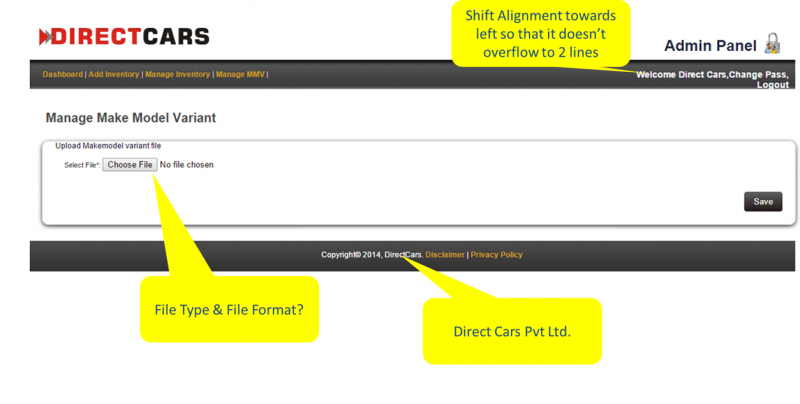 Shift Alignment towards
left so that it doesn't
overflow to 2 lines
DIRECTCARS
Admin Panel
Dashboard | Add Inventory | Manage Inventory | Manage MMV |
Welcome Direct Cars,Change Pass,
Logout
Manage Make Model Variant
Upload Makemodel variant file
Select File*: Choose File No file chosen
Save
Copyright© 2014, DirectCars. Disclaimer | Privacy Policy
File Type & File Format?
Direct Cars Pvt Ltd.